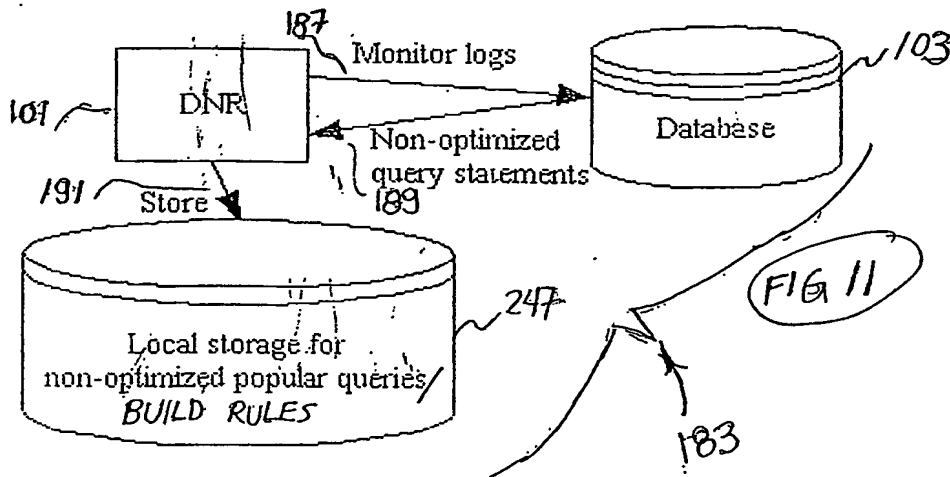 187
Monitor logs
103
DNR
101
Database
Non-optimized
query statements
189
191
Store
FIG 11
247
Local storage for
non-optimized popular queries/
BUILD RULES
183